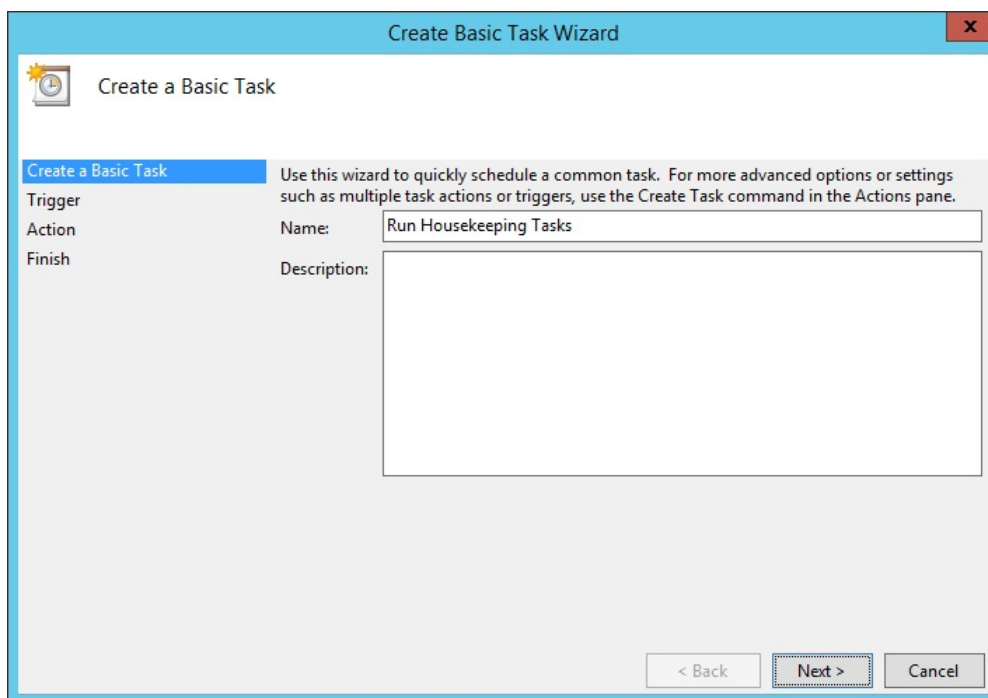 Create Basic Task Wizard
x
Create a Basic Task
Create a Basic Task
Trigger
Action
Finish
Use this wizard to quickly schedule a common task.  For more advanced options or settings
such as multiple task actions or triggers, use the Create Task command in the Actions pane.
Name:
Run Housekeeping Tasks
Description:
< Back
Next >
Cancel